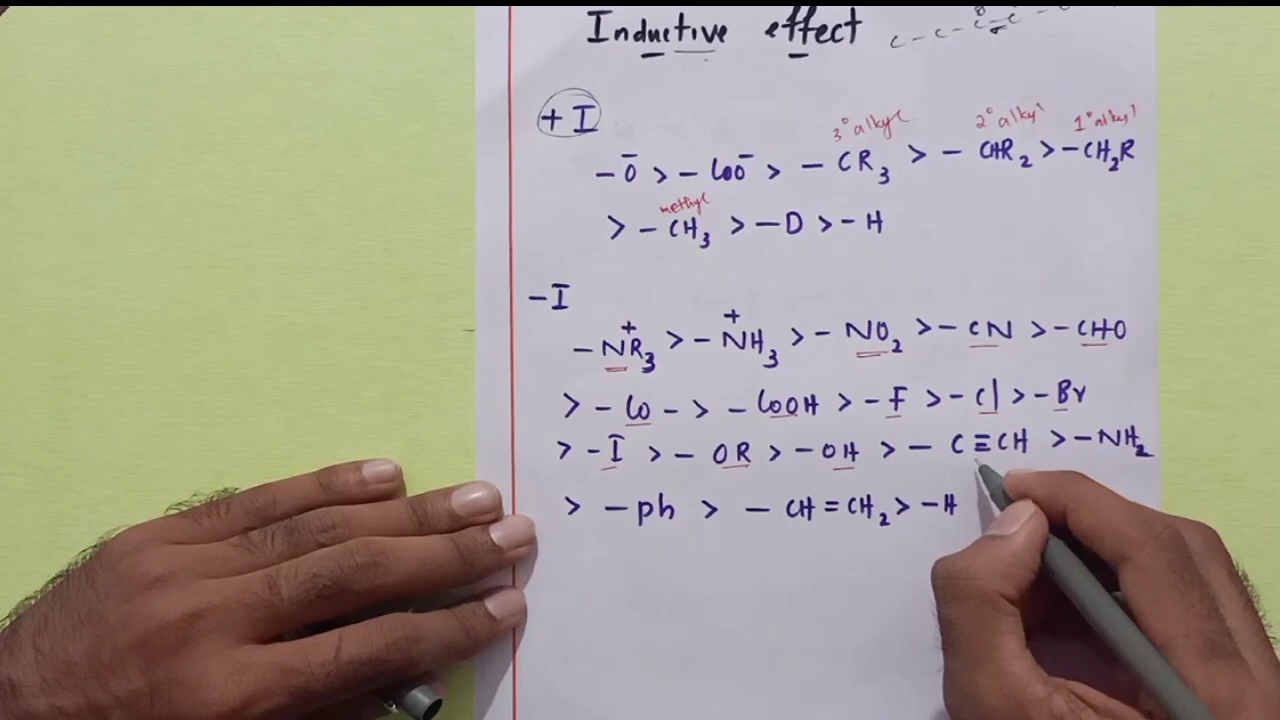 Inductive effect C - C - C - C -
+I
3° alkyl 2° alkyl 1° alkyl
- Ō > - COO⁻ > - CR₃ > - CHR₂ > - CH₂R
methyl
> - CH₃ > - D > - H
- I
- N⁺R₃ > - N⁺H₃ > - NO₂ > - CN > - CHO
> - CO - > - COOH > - F > - Cl > - Br
> - I > - OR > - OH > - C≡CH > - NH₂
> - ph > - CH = CH₂ > - H